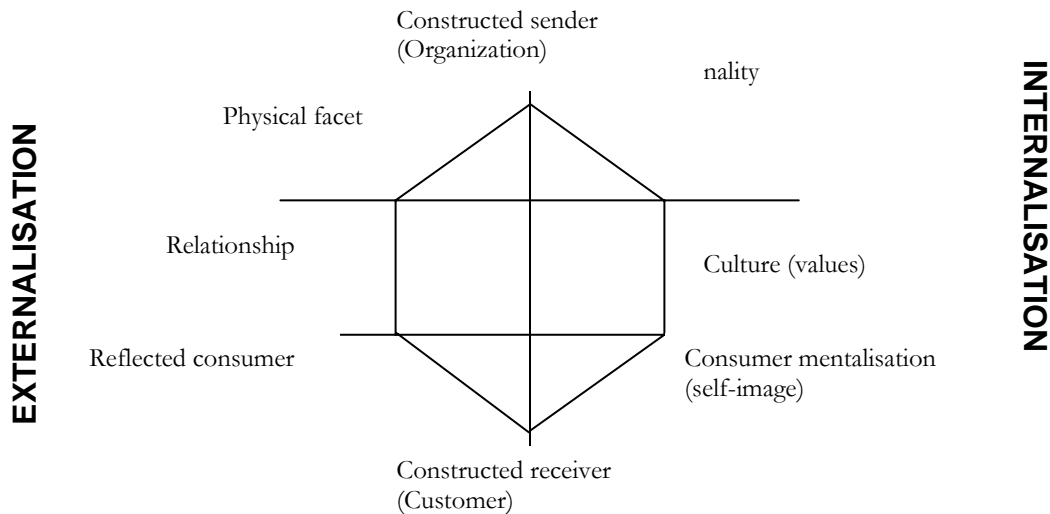 Constructed sender
(Organization)
nality
Physical facet
EXTERNALISATION
INTERNALISATION
Relationship
Culture (values)
Reflected consumer
Consumer mentalisation
(self-image)
Constructed receiver
(Customer)